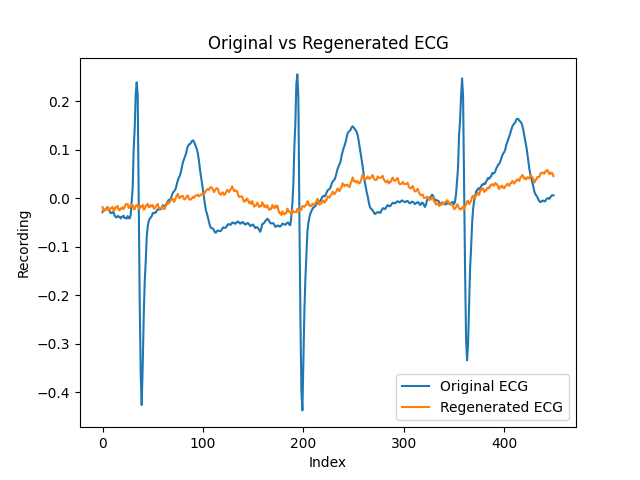 Original vs Regenerated ECG
Recording
0.2
0.1
0.0
−0.1
−0.2
−0.3
−0.4
0 100 200 300 400
Index
Original ECG
Regenerated ECG